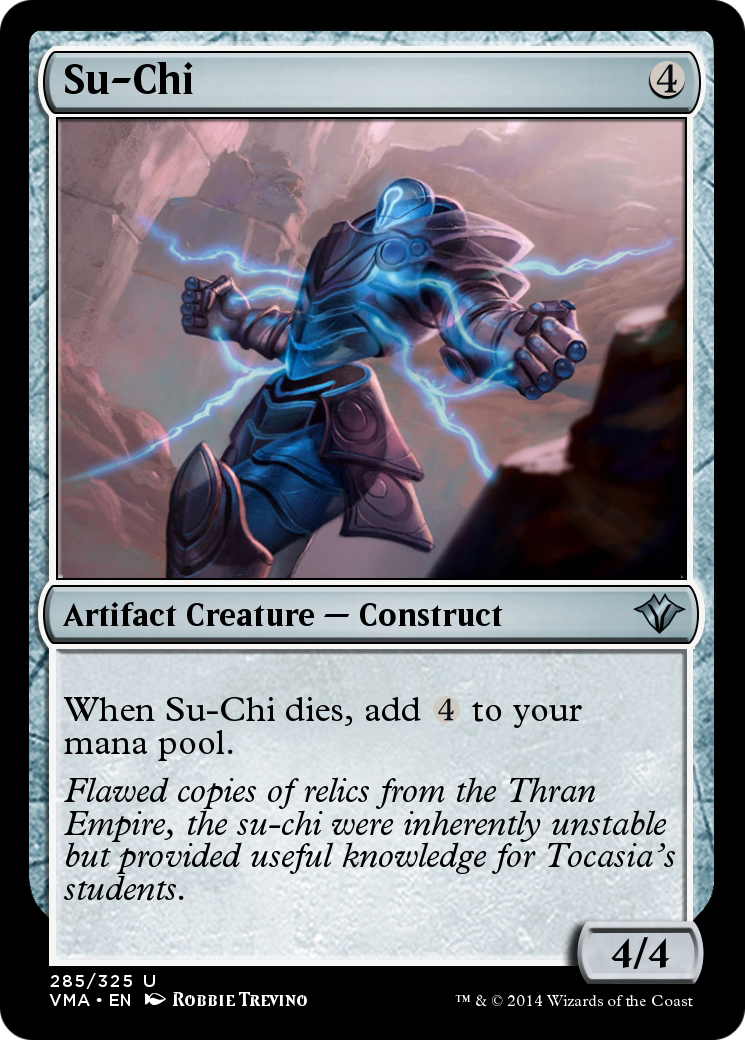 Su-Chi
4
Artifact Creature — Construct
When Su-Chi dies, add 4 to your
mana pool.
Flawed copies of relics from the Thran
Empire, the su-chi were inherently unstable
but provided useful knowledge for Tocasia's
students.
4/4
285/325 U
VMA • EN Robbie Trevino
™ & © 2014 Wizards of the Coast